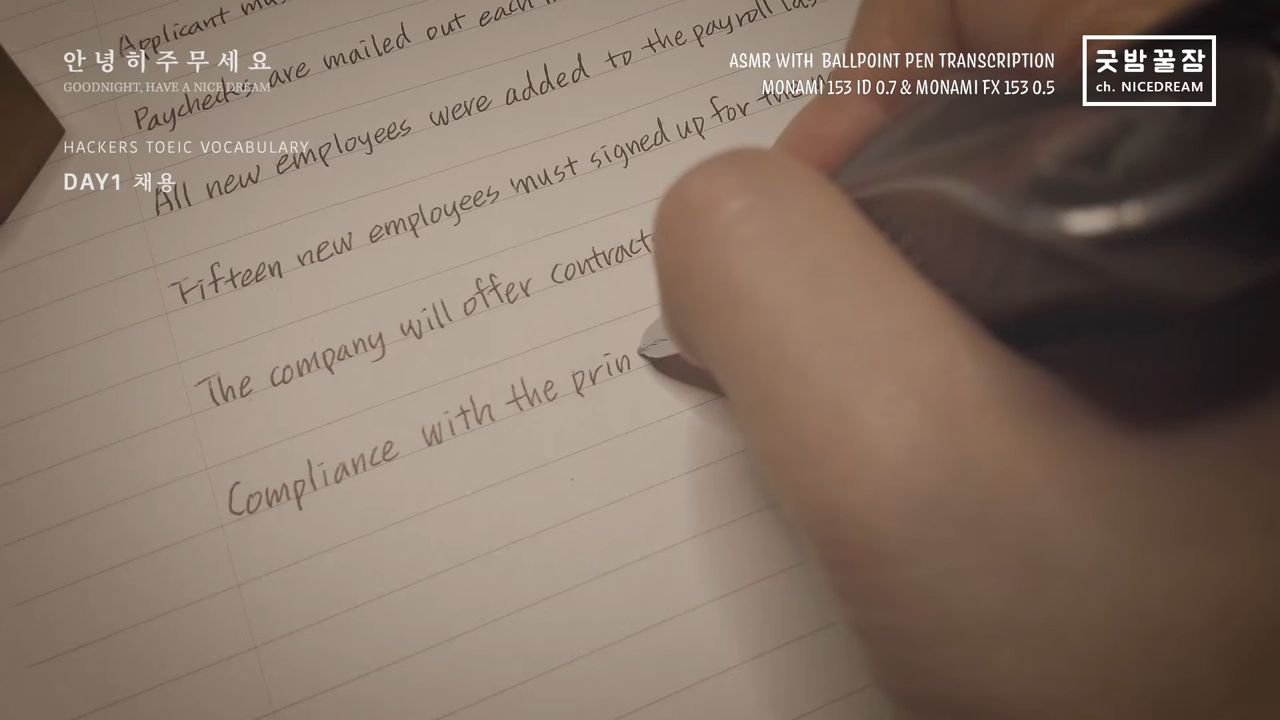 안녕히주무세요
GOODNIGHT, HAVE A NICE DREAM
HACKERS TOEIC VOCABULARY
DAY1 채용
ASMR WITH BALLPOINT PEN TRANSCRIPTION
MONAMI 153 ID 0.7 & MONAMI FX 153 0.5
굿밤꿀잠
ch. NICEDREAM
Applicant
Paychecks are mailed out each
All new employees were added to the payroll
Fifteen new employees must signed up for
The company will offer contract
Compliance with the prin